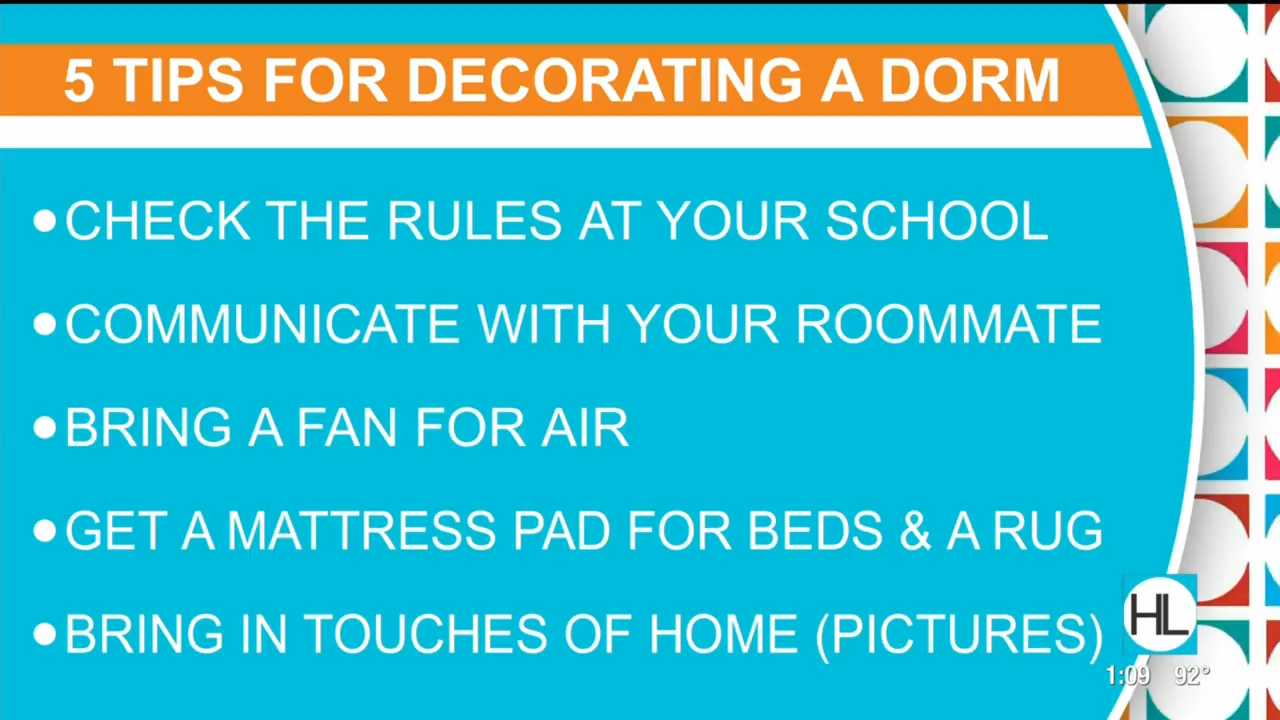 5 TIPS FOR DECORATING A DORM
•CHECK THE RULES AT YOUR SCHOOL
•COMMUNICATE WITH YOUR ROOMMATE
•BRING A FAN FOR AIR
•GET A MATTRESS PAD FOR BEDS & A RUG
•BRING IN TOUCHES OF HOME (PICTURES)
HL
1:09 92°